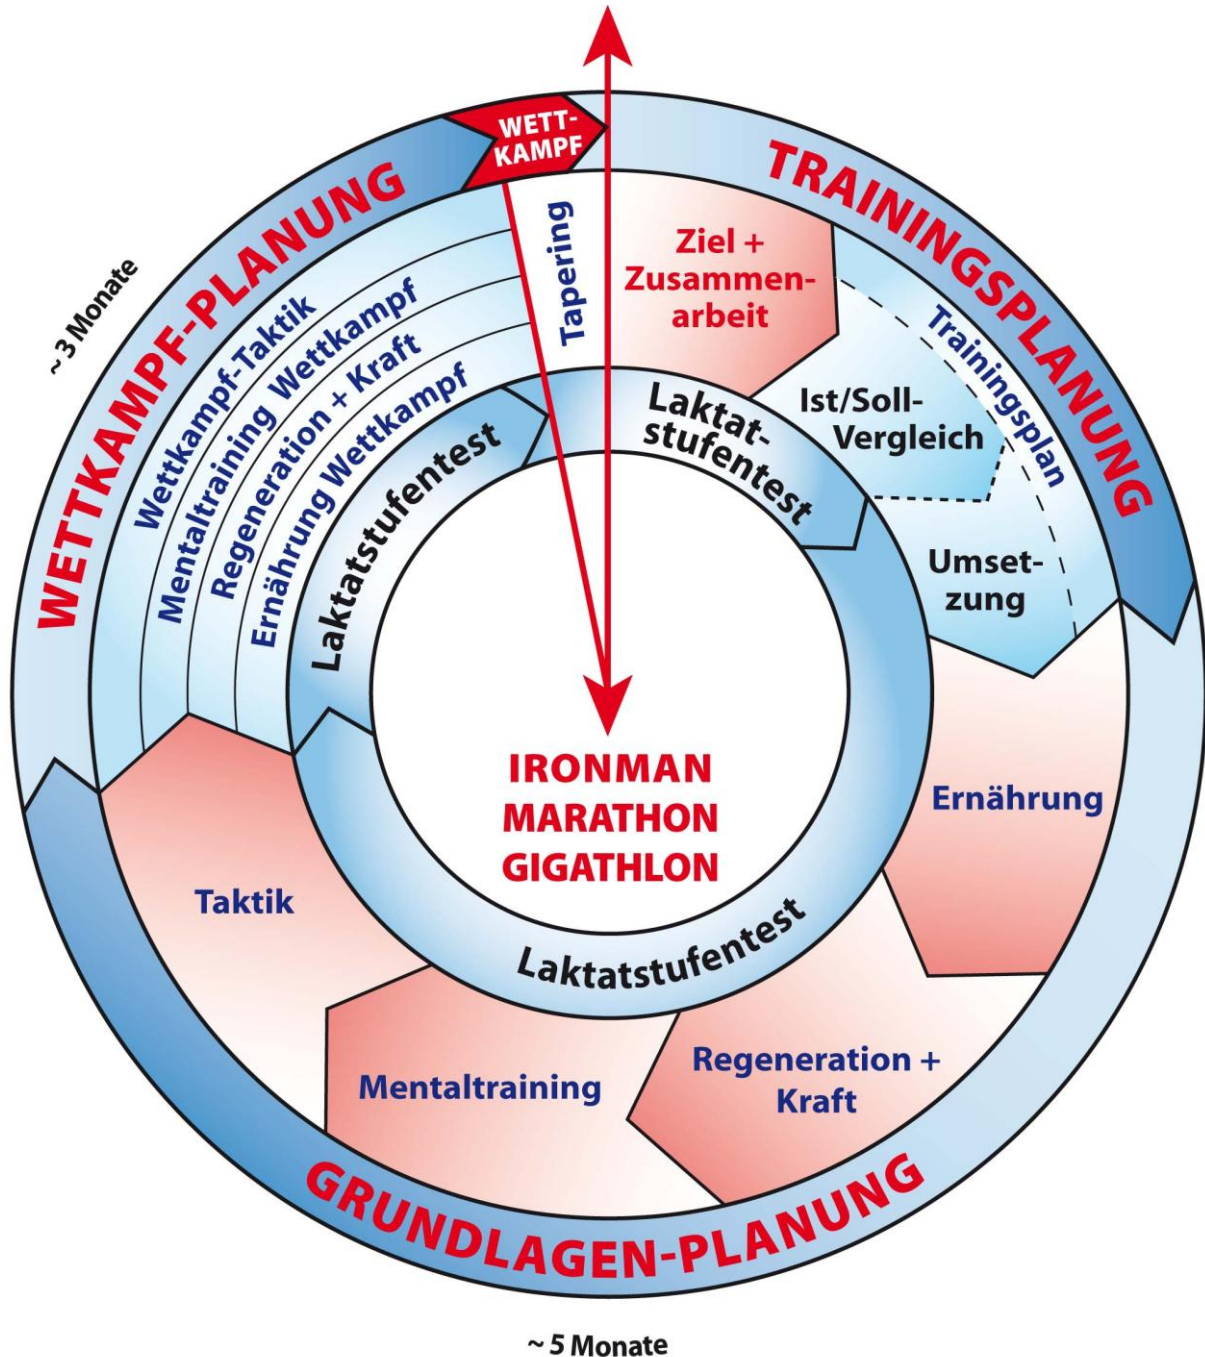 WETT-
KAMPF
TRAININGSPLANUNG
WETTKAMPF-PLANUNG
~ 3 Monate
Tapering
Ziel +
Zusammen-
arbeit
Trainingsplan
Ist/Soll-
Vergleich
Umset-
zung
Wettkampf-Taktik
Mentaltraining Wettkampf
Regeneration + Kraft
Ernährung Wettkampf
Laktatstufentest
Laktat-
stufentest
IRONMAN
MARATHON
GIGATHLON
Ernährung
Taktik
Laktatstufentest
Regeneration +
Kraft
Mentaltraining
GRUNDLAGEN-PLANUNG
~ 5 Monate